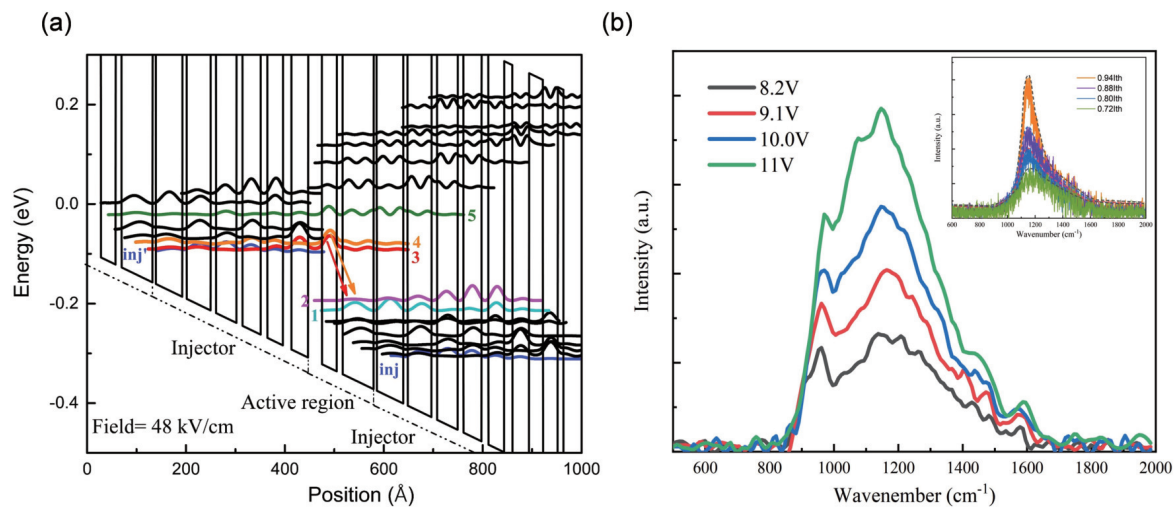 (a)
(b)
0.2
0.0
-0.2
-0.4
Energy (eV)
inj'
5
4
3
2
1
inj
Injector
Active region
Injector
Field= 48 kV/cm
0 200 400 600 800 1000
Position (Å)
8.2V
9.1V
10.0V
11V
Intensity (a.u.)
600 800 1000 1200 1400 1600 1800 2000
Wavenember (cm-1)
0.94Ith
0.88Ith
0.80Ith
0.72Ith
Intensity (a.u.)
600 800 1000 1200 1400 1600 1800 2000
Wavenumber (cm-1)